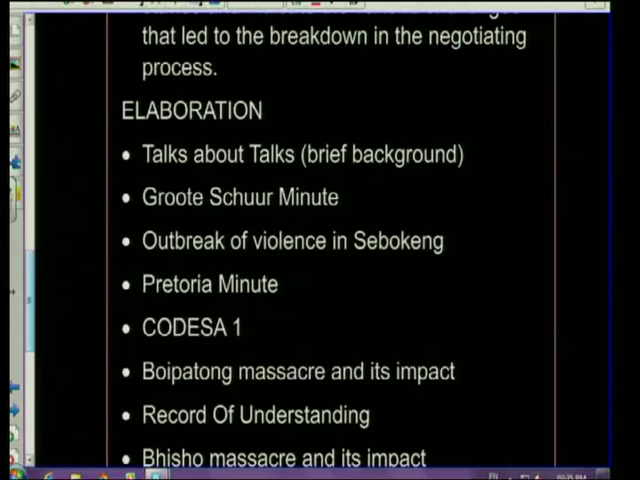 that led to the breakdown in the negotiating
process.
ELABORATION
• Talks about Talks (brief background)
• Groote Schuur Minute
• Outbreak of violence in Sebokeng
• Pretoria Minute
• CODESA 1
• Boipatong massacre and its impact
• Record Of Understanding
• Bhisho massacre and its impact